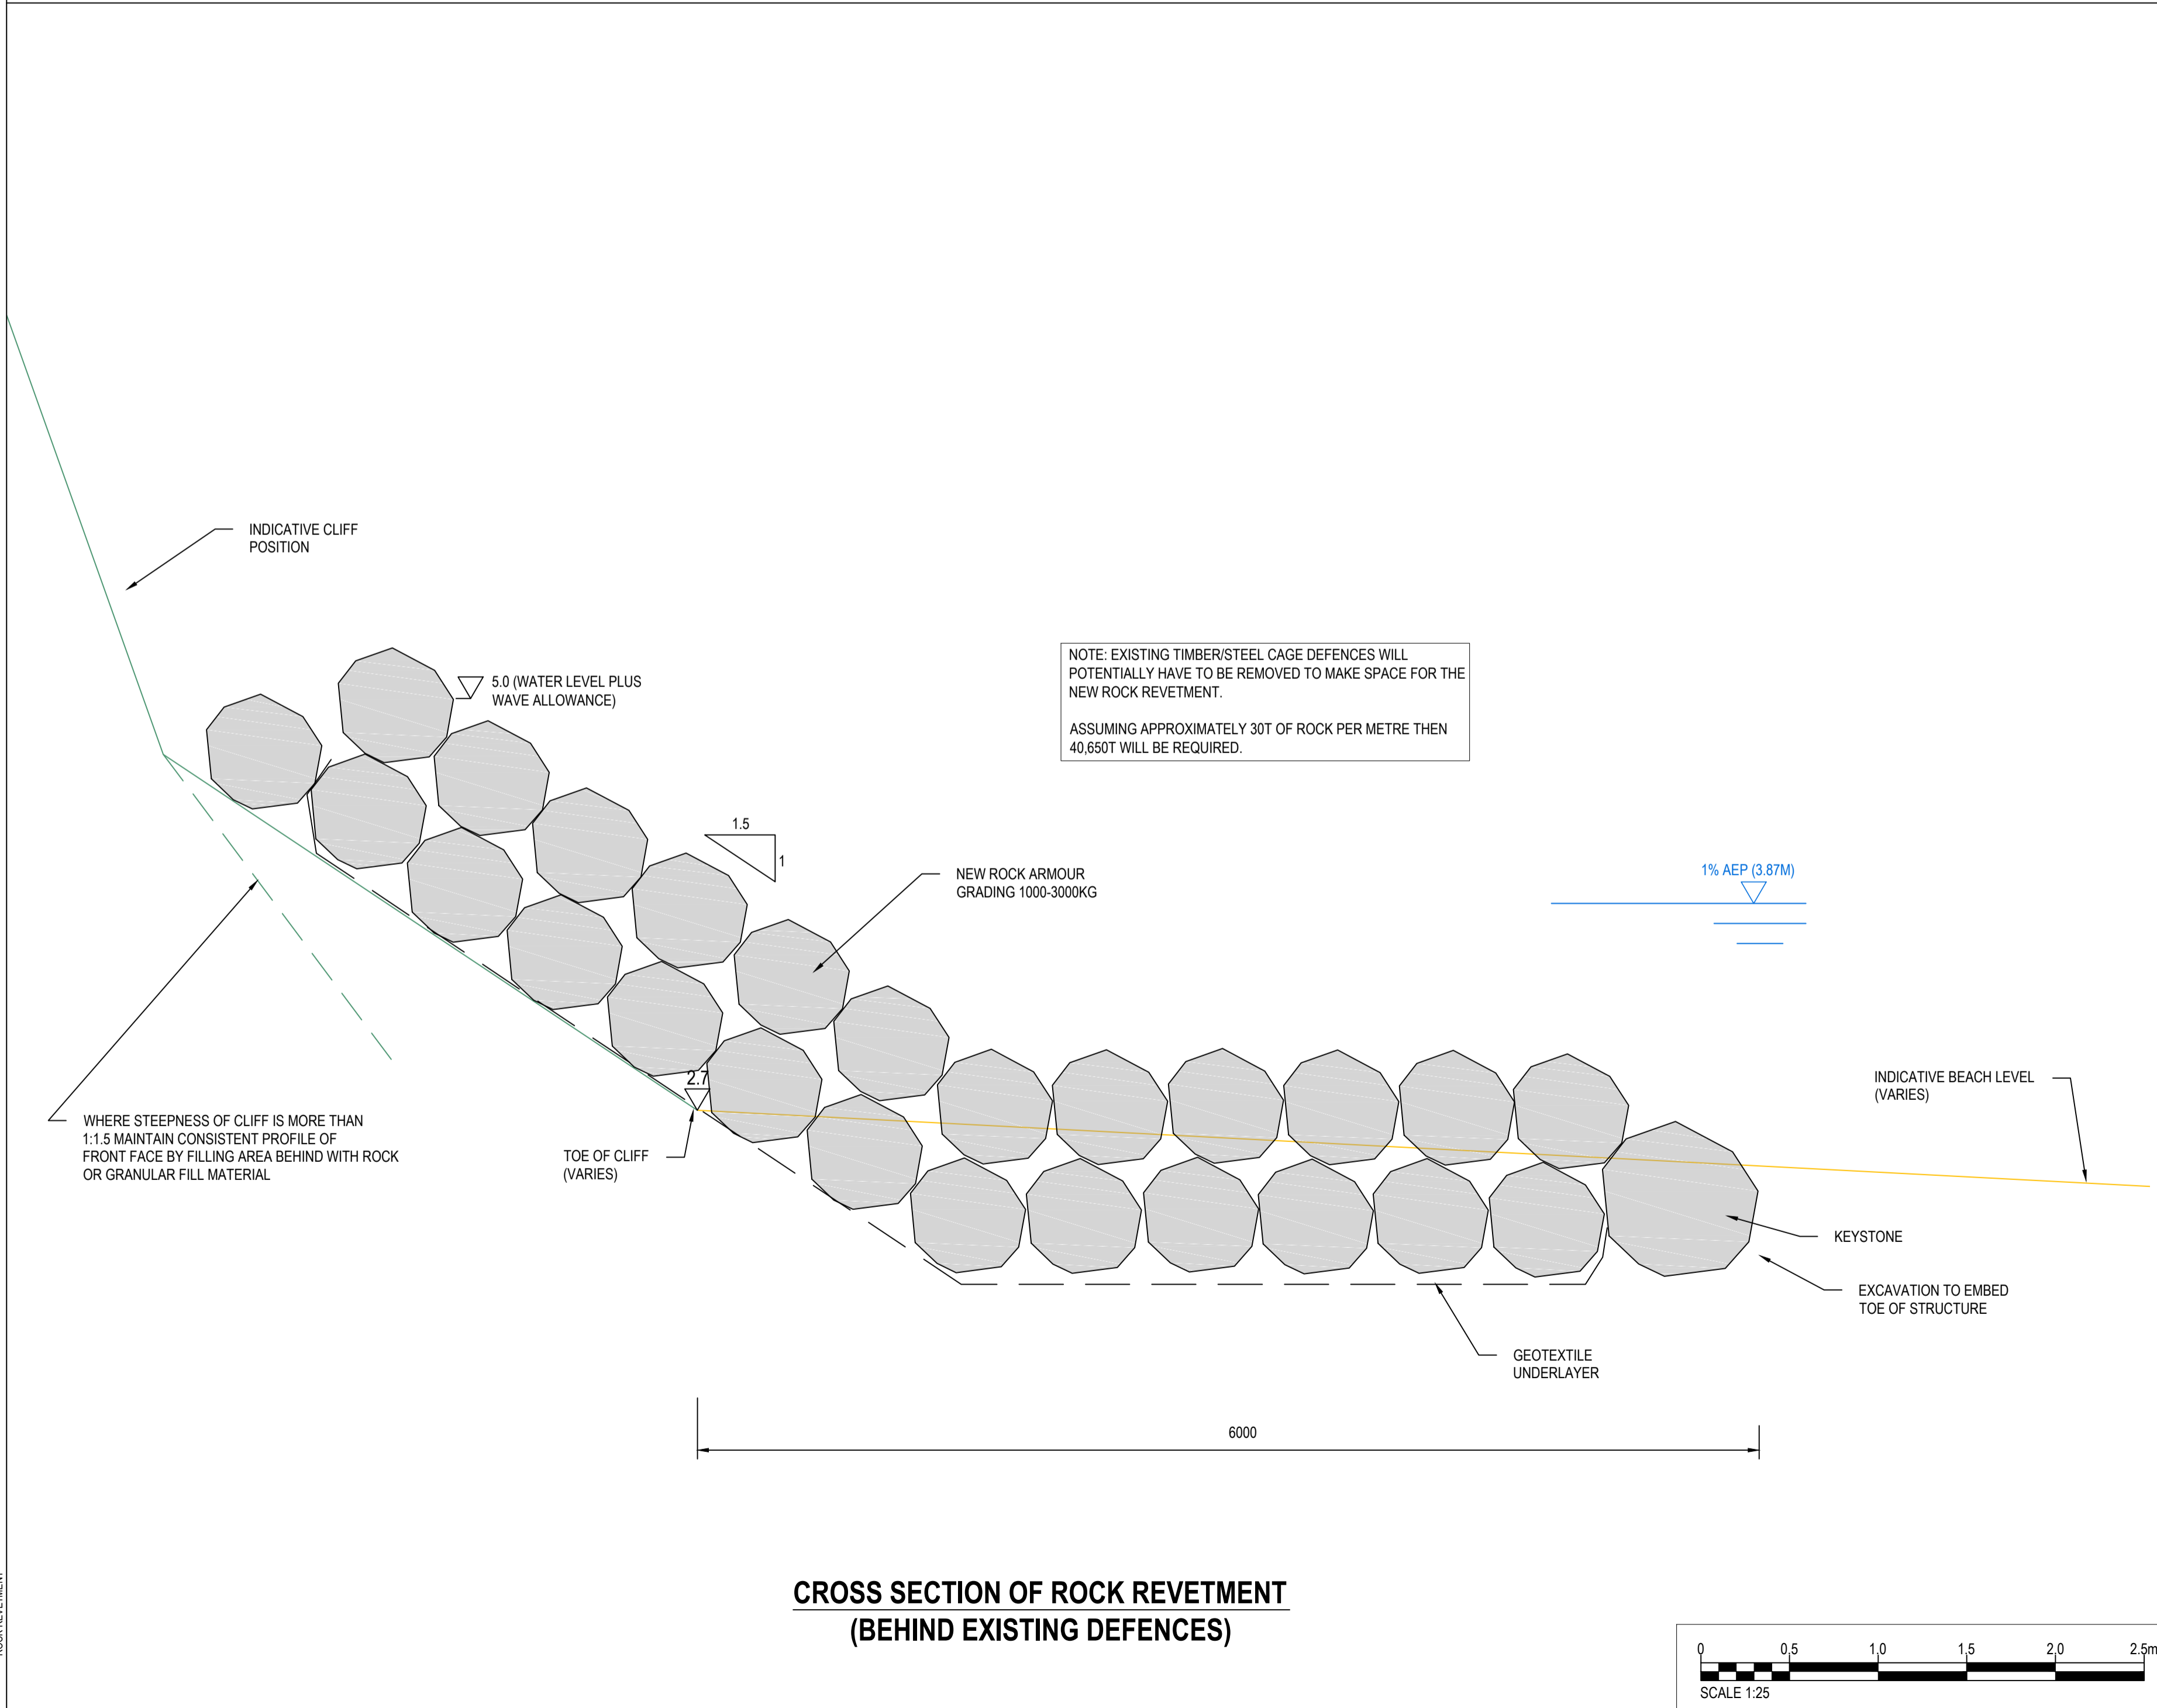 INDICATIVE CLIFF
POSITION
5.0 (WATER LEVEL PLUS
WAVE ALLOWANCE)
NOTE: EXISTING TIMBER/STEEL CAGE DEFENCES WILL
POTENTIALLY HAVE TO BE REMOVED TO MAKE SPACE FOR THE
NEW ROCK REVETMENT.
ASSUMING APPROXIMATELY 30T OF ROCK PER METRE THEN
40,650T WILL BE REQUIRED.
1.5
1
NEW ROCK ARMOUR
GRADING 1000-3000KG
1% AEP (3.87M)
2.7
INDICATIVE BEACH LEVEL
(VARIES)
WHERE STEEPNESS OF CLIFF IS MORE THAN
1:1.5 MAINTAIN CONSISTENT PROFILE OF
FRONT FACE BY FILLING AREA BEHIND WITH ROCK
OR GRANULAR FILL MATERIAL
TOE OF CLIFF
(VARIES)
KEYSTONE
EXCAVATION TO EMBED
TOE OF STRUCTURE
GEOTEXTILE
UNDERLAYER
6000
CROSS SECTION OF ROCK REVETMENT
(BEHIND EXISTING DEFENCES)
0 0.5 1.0 1.5 2.0 2.5m
SCALE 1:25